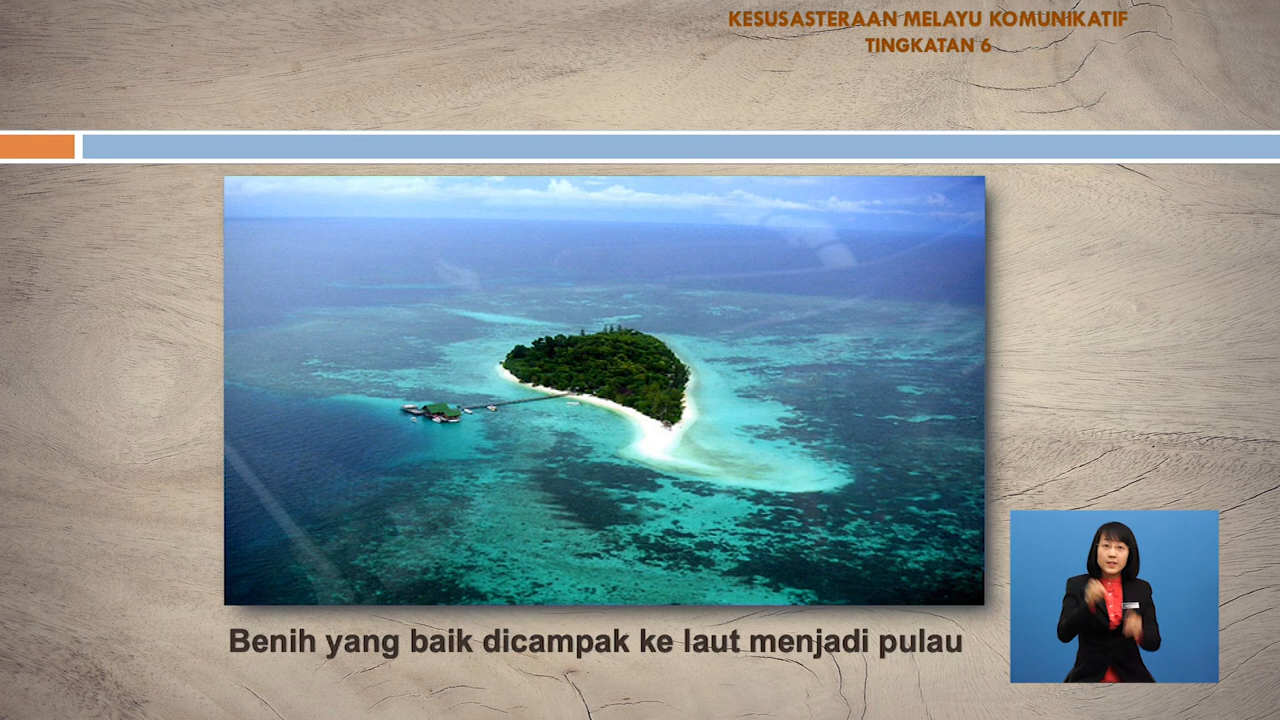 KESUSASTERAAN MELAYU KOMUNIKATIF
TINGKATAN 6
Benih yang baik dicampak ke laut menjadi pulau